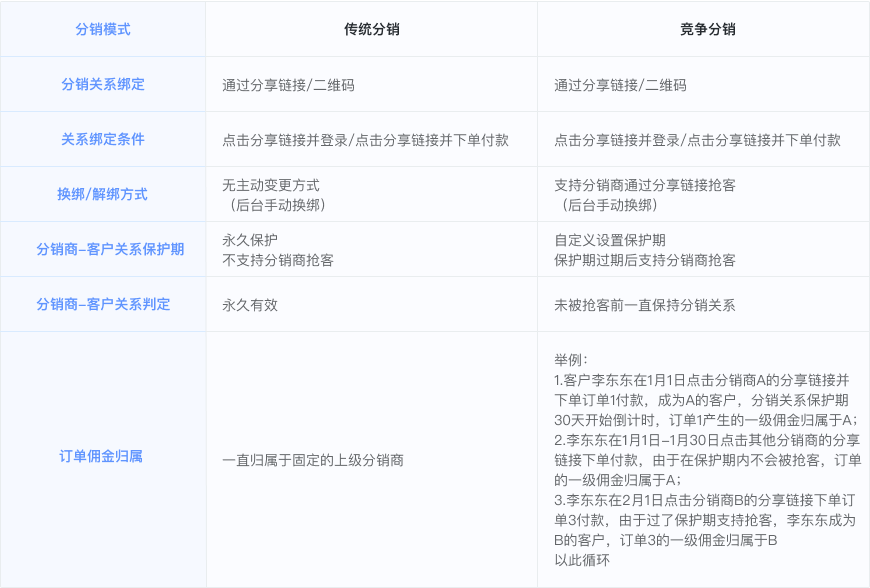 分销模式
传统分销
竞争分销
分销关系绑定
通过分享链接/二维码
通过分享链接/二维码
关系绑定条件
点击分享链接并登录/点击分享链接并下单付款
点击分享链接并登录/点击分享链接并下单付款
换绑/解绑方式
无主动变更方式
（后台手动换绑）
支持分销商通过分享链接抢客
（后台手动换绑）
分销商-客户关系保护期
永久保护
不支持分销商抢客
自定义设置保护期
保护期过期后支持分销商抢客
分销商-客户关系判定
永久有效
未被抢客前一直保持分销关系
订单佣金归属
一直归属于固定的上级分销商
举例：
1.客户李东东在1月1日点击分销商A的分享链接并
下单订单1付款，成为A的客户，分销关系保护期
30天开始倒计时，订单1产生的一级佣金归属于A；
2.李东东在1月1日-1月30日点击其他分销商的分享
链接下单付款，由于在保护期内不会被抢客，订单
的一级佣金归属于A；
3.李东东在2月1日点击分销商B的分享链接下单订
单3付款，由于过了保护期支持抢客，李东东成为
B的客户，订单3的一级佣金归属于B
以此循环